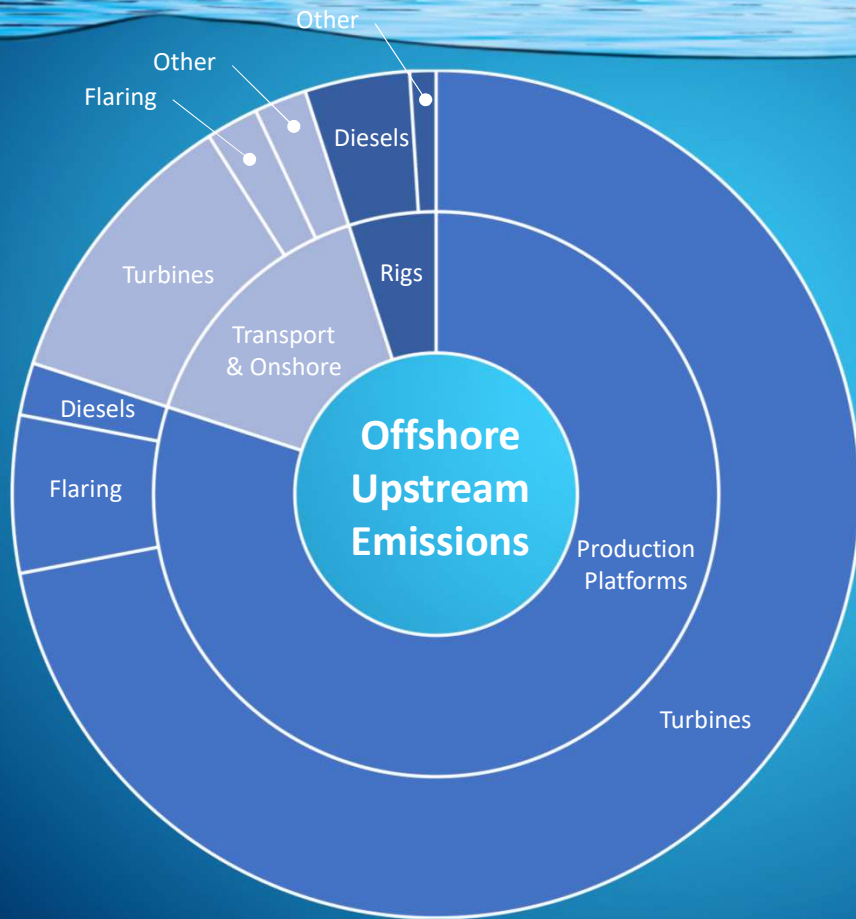 Other
Other
Flaring
Diesels
Turbines
Rigs
Transport
& Onshore
Diesels
Flaring
Offshore
Upstream
Emissions
Production
Platforms
Turbines